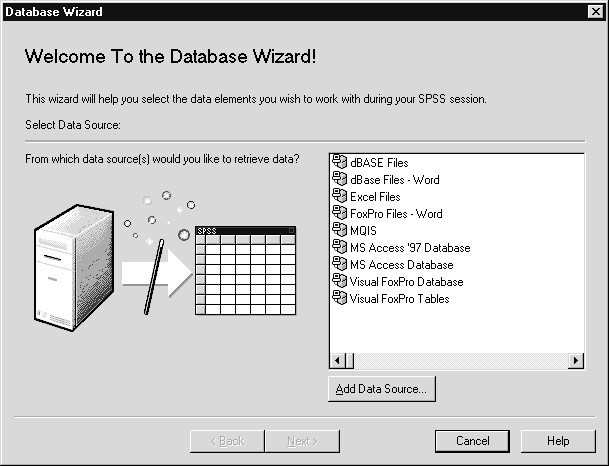 Database Wizard
Welcome To the Database Wizard!
This wizard will help you select the data elements you wish to work with during your SPSS session.
Select Data Source:
From which data source(s) would you like to retrieve data?
SPSS
dBASE Files
dBase Files - Word
Excel Files
FoxPro Files - Word
MQIS
MS Access '97 Database
MS Access Database
Visual FoxPro Database
Visual FoxPro Tables
Add Data Source...
< Back
Next >
Cancel
Help